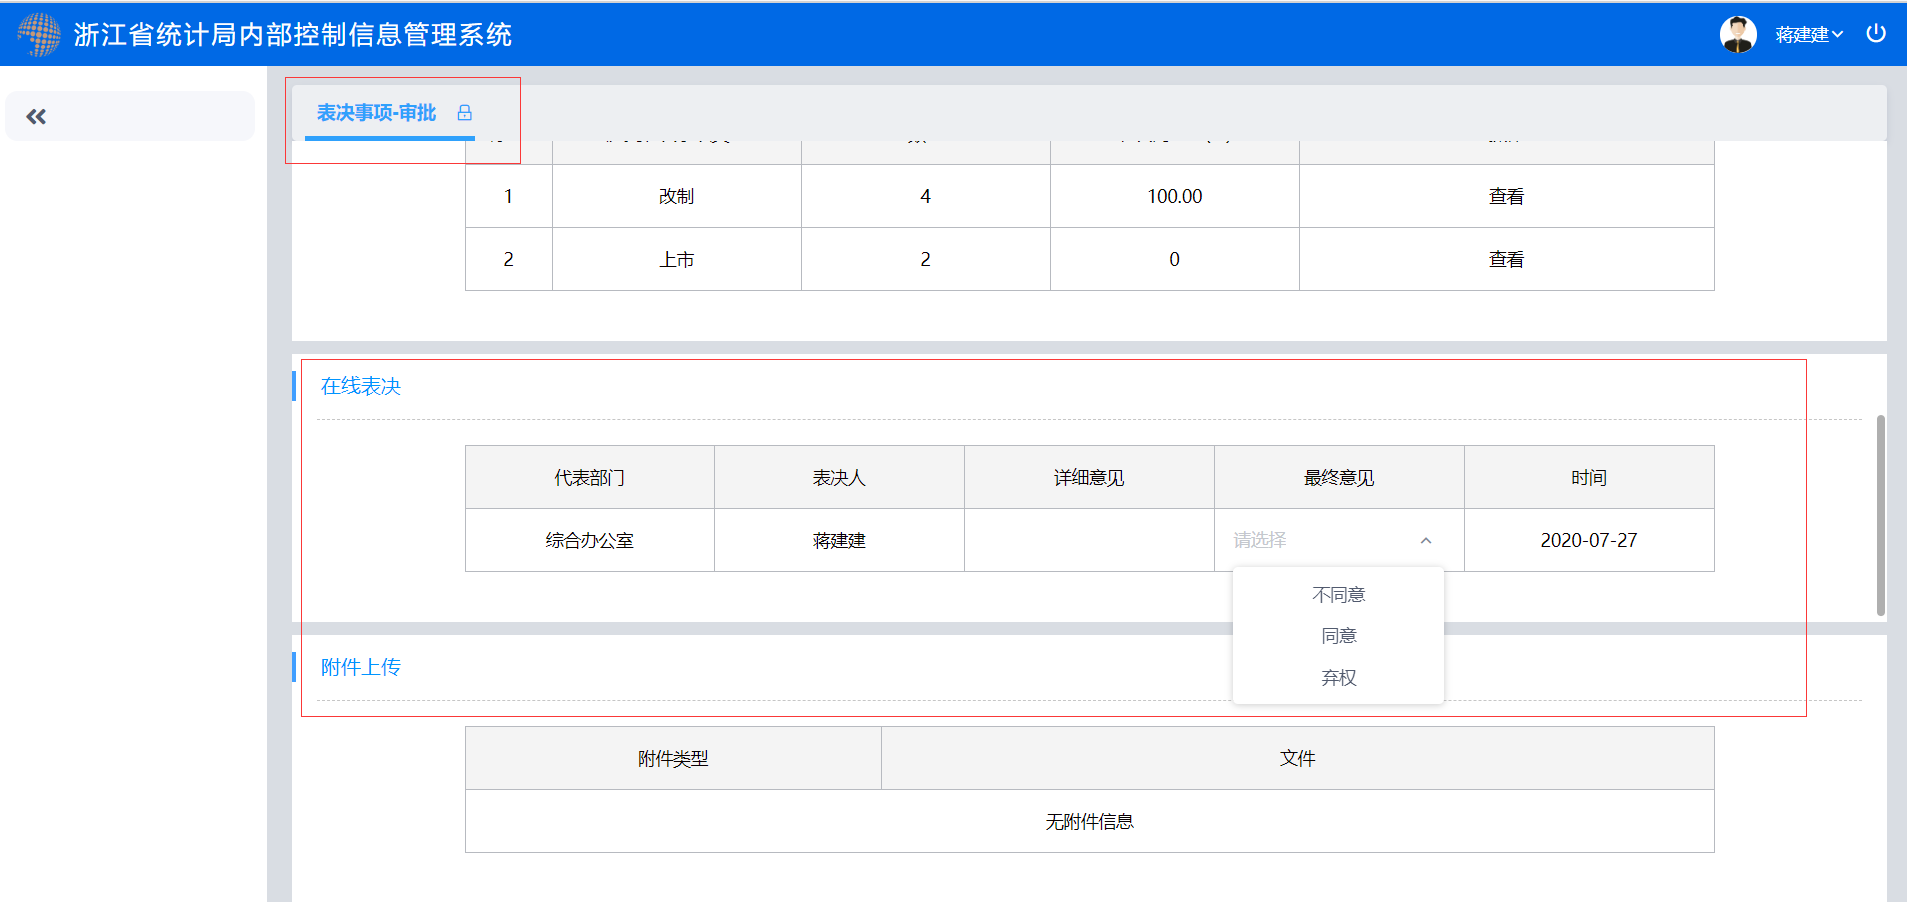 浙江省统计局内部控制信息管理系统
蒋建建
表决事项-审批
1 改制 4 100.00 查看
2 上市 2 0 查看
在线表决
代表部门 表决人 详细意见 最终意见 时间
综合办公室 蒋建建 请选择 2020-07-27
不同意
同意
弃权
附件上传
附件类型 文件
无附件信息